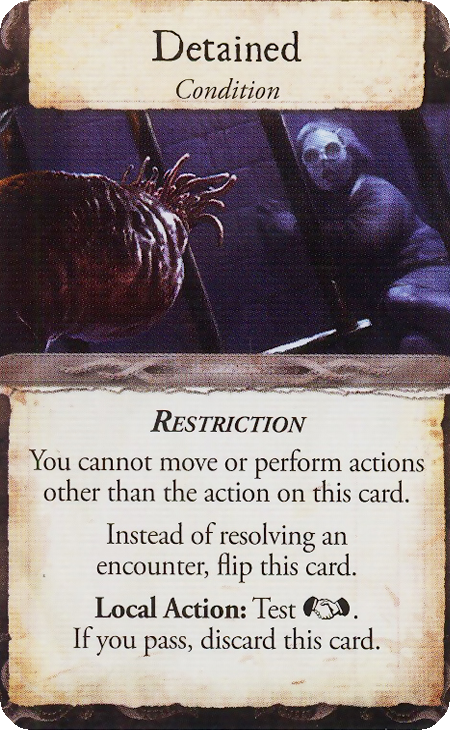 Detained
Condition
RESTRICTION
You cannot move or perform actions
other than the action on this card.
Instead of resolving an
encounter, flip this card.
Local Action: Test .
If you pass, discard this card.